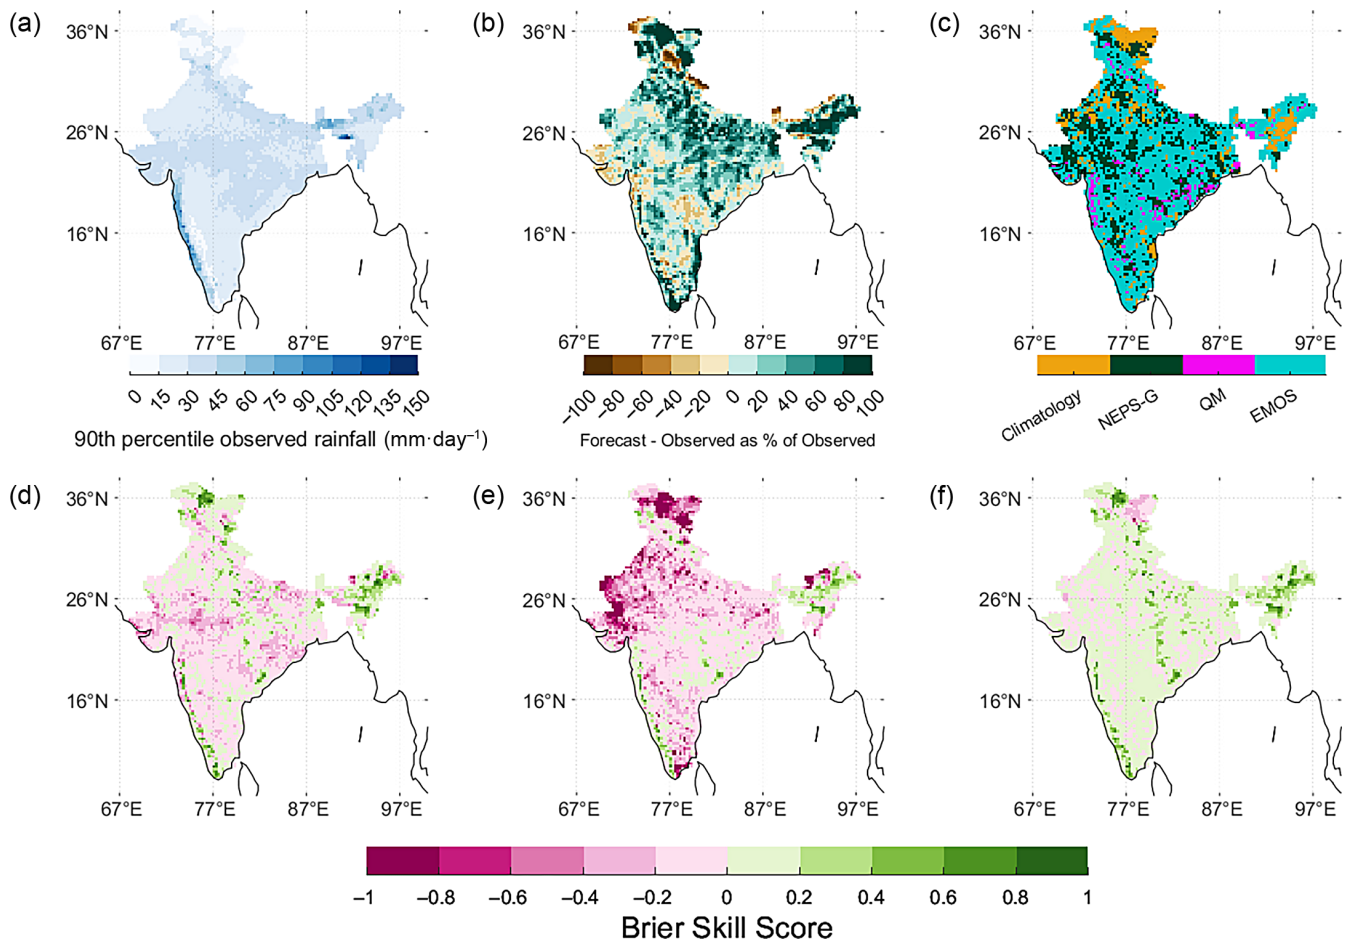 (a)
36°N
26°N
16°N
67°E 77°E 87°E 97°E
0 15 30 45 60 75 90 105 120 135 150
90th percentile observed rainfall (mm·day⁻¹)
(b)
36°N
26°N
16°N
67°E 77°E 87°E 97°E
−100 −80 −60 −40 −20 0 20 40 60 80 100
Forecast - Observed as % of Observed
(c)
36°N
26°N
16°N
67°E 77°E 87°E 97°E
Climatology NEPS-G QM EMOS
(d)
36°N
26°N
16°N
67°E 77°E 87°E 97°E
(e)
36°N
26°N
16°N
67°E 77°E 87°E 97°E
(f)
36°N
26°N
16°N
67°E 77°E 87°E 97°E
−1 −0.8 −0.6 −0.4 −0.2 0 0.2 0.4 0.6 0.8 1
Brier Skill Score